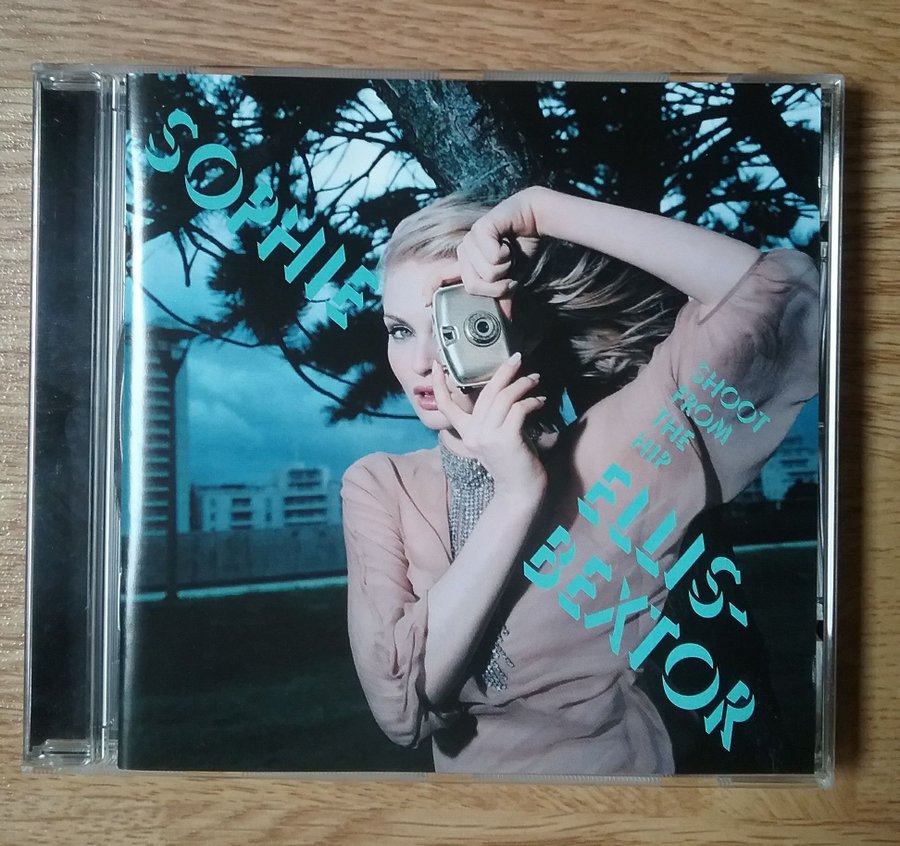 SOPHIE
SHOOT
FROM
THE
HIP
ELLIS-
BEXTOR